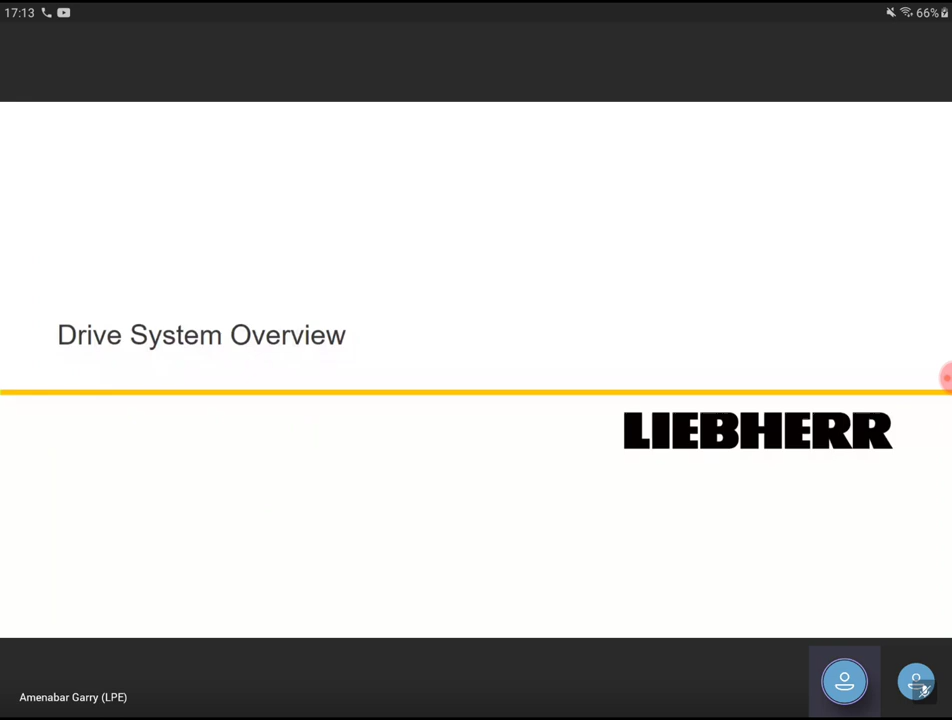 17:13
66%
Drive System Overview
LIEBHERR
Amenabar Garry (LPE)